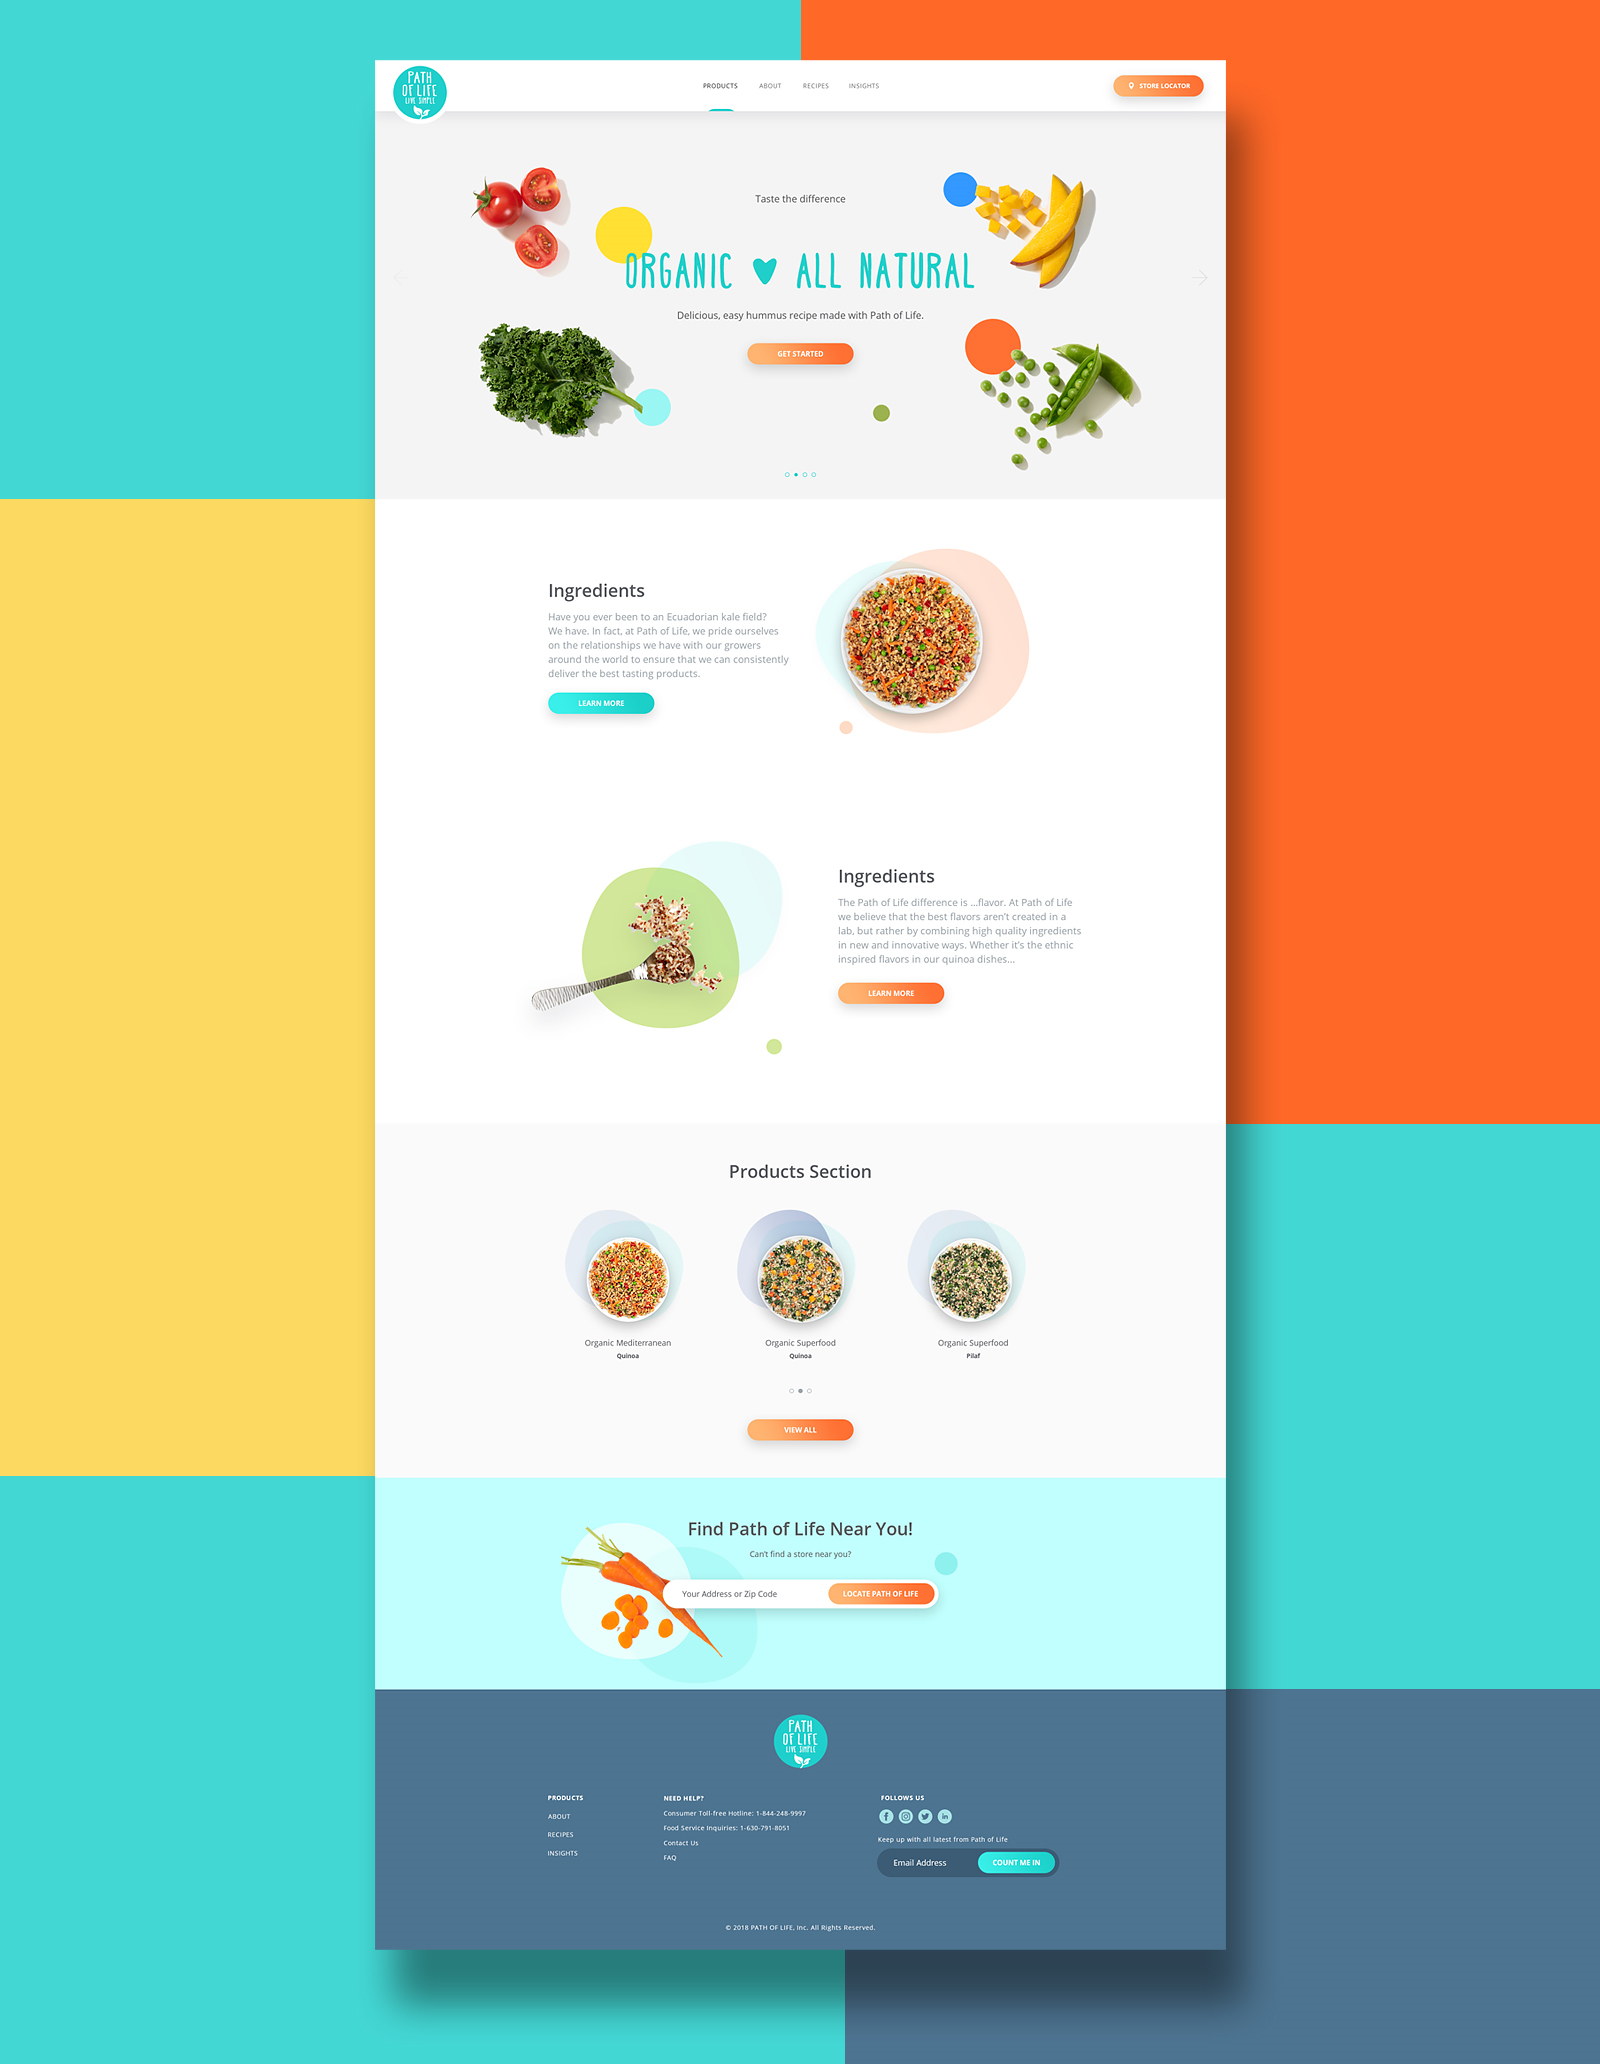 PATH
OF LIFE
LIVE SIMPLE
PRODUCTS
ABOUT
RECIPES
INSIGHTS
STORE LOCATOR
Taste the difference
ORGANIC ALL NATURAL
Delicious, easy hummus recipe made with Path of Life.
GET STARTED
Ingredients
Have you ever been to an Ecuadorian kale field?
We have. In fact, at Path of Life, we pride ourselves
on the relationships we have with our growers
around the world to ensure that we can consistently
deliver the best tasting products.
LEARN MORE
Ingredients
The Path of Life difference is ...flavor. At Path of Life
we believe that the best flavors aren't created in a
lab, but rather by combining high quality ingredients
in new and innovative ways. Whether it's the ethnic
inspired flavors in our quinoa dishes...
LEARN MORE
Products Section
Organic Mediterranean
Quinoa
Organic Superfood
Quinoa
Organic Superfood
Pilaf
VIEW ALL
Find Path of Life Near You!
Can't find a store near you?
Your Address or Zip Code
LOCATE PATH OF LIFE
PATH
OF LIFE
LIVE SIMPLE
PRODUCTS
ABOUT
RECIPES
INSIGHTS
NEED HELP?
Consumer Toll-free Hotline: 1-844-248-9997
Food Service Inquiries: 1-630-791-8051
Contact Us
FAQ
FOLLOWS US
Keep up with all latest from Path of Life
Email Address
COUNT ME IN
© 2018 PATH OF LIFE, Inc. All Rights Reserved.